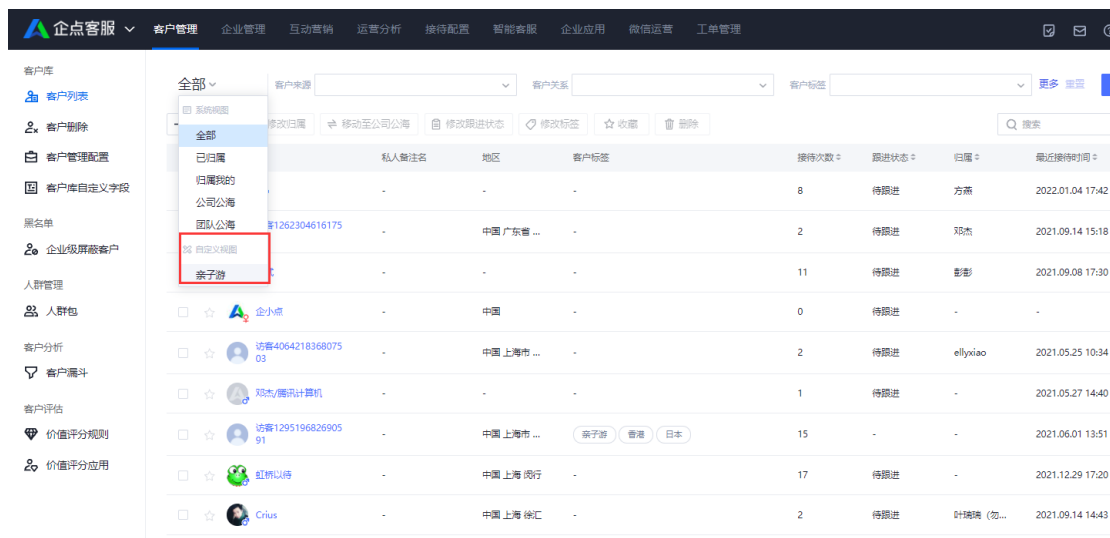 企点客服
客户管理 企业管理 互动营销 运营分析 接待配置 智能客服 企业应用 微信运营 工单管理
客户库
客户列表
客户删除
客户管理配置
客户库自定义字段
黑名单
企业级屏蔽客户
人群管理
人群包
客户分析
客户漏斗
客户评估
价值评分规则
价值评分应用
全部 客户来源 客户关系 客户标签 更多 重置
系统视图
全部
已归属
归属我的
公司公海
团队公海
自定义视图
亲子游
修改归属 移动至公司公海 修改跟进状态 修改标签 收藏 删除 搜索
私人备注名 地区 客户标签 接待次数 跟进状态 归属 最近接待时间
- - - 8 待跟进 方燕 2022.01.04 17:42
客1262304616175 - 中国 广东省 ... - 2 待跟进 邓杰 2021.09.14 15:18
- - - 11 待跟进 彭彭 2021.09.08 17:30
企小点 - 中国 - 0 待跟进 - -
访客4064218368075
03 - 中国 上海市 ... - 2 待跟进 ellyxiao 2021.05.25 10:34
邓杰/腾讯计算机 - - - 1 待跟进 - 2021.05.27 14:40
访客1295196826905
91 - 中国 上海市 ... 亲子游 香港 日本 15 - - 2021.06.01 13:51
虹桥以待 - 中国 上海 闵行 - 17 待跟进 - 2021.12.29 17:20
Crius - 中国 上海 徐汇 - 2 待跟进 叶瑞瑞（勿... 2021.09.14 14:43